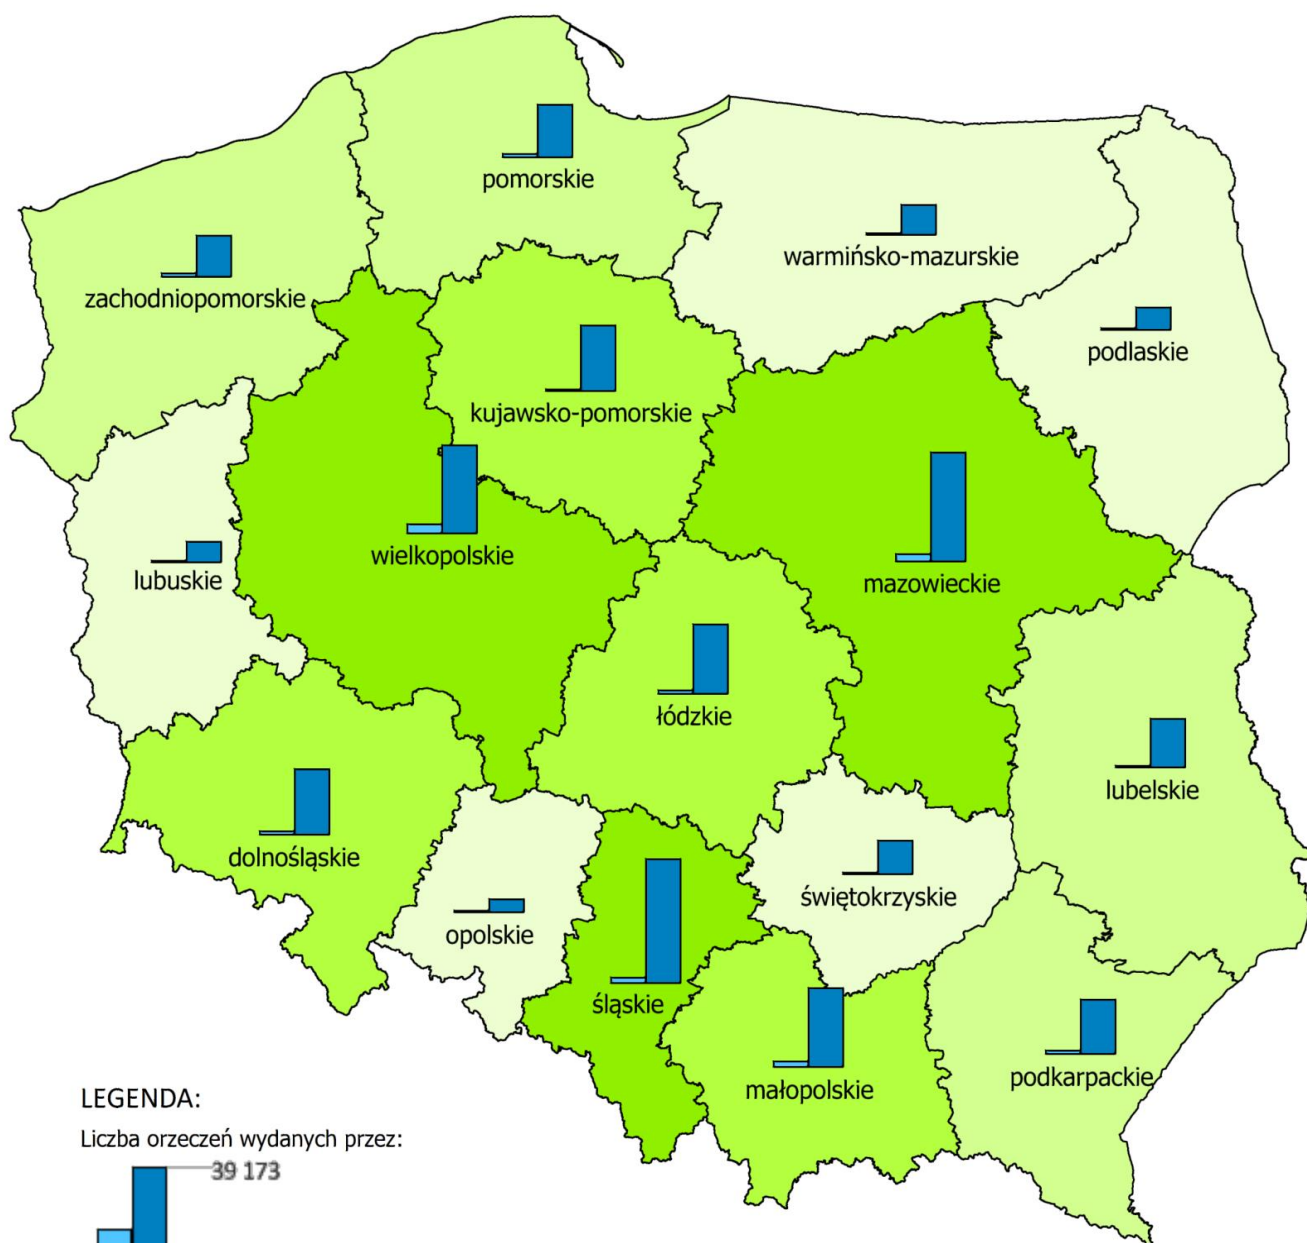 pomorskie
warmińsko-mazurskie
zachodniopomorskie
podlaskie
kujawsko-pomorskie
wielkopolskie
lubuskie
mazowieckie
łódzkie
lubelskie
dolnośląskie
świętokrzyskie
opolskie
śląskie
małopolskie
podkarpackie
LEGENDA:
Liczba orzeczeń wydanych przez:
39 173